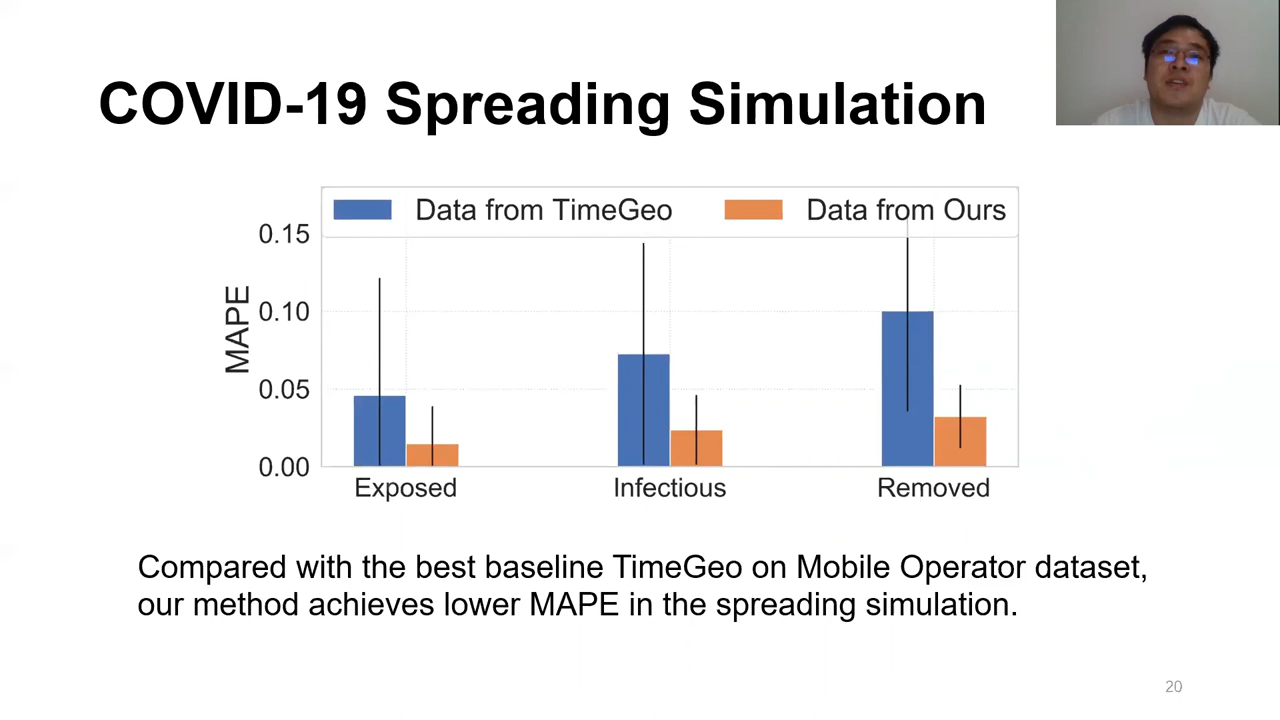 COVID-19 Spreading Simulation
Data from TimeGeo
Data from Ours
MAPE
0.15
0.10
0.05
0.00
Exposed
Infectious
Removed
Compared with the best baseline TimeGeo on Mobile Operator dataset,
our method achieves lower MAPE in the spreading simulation.
20